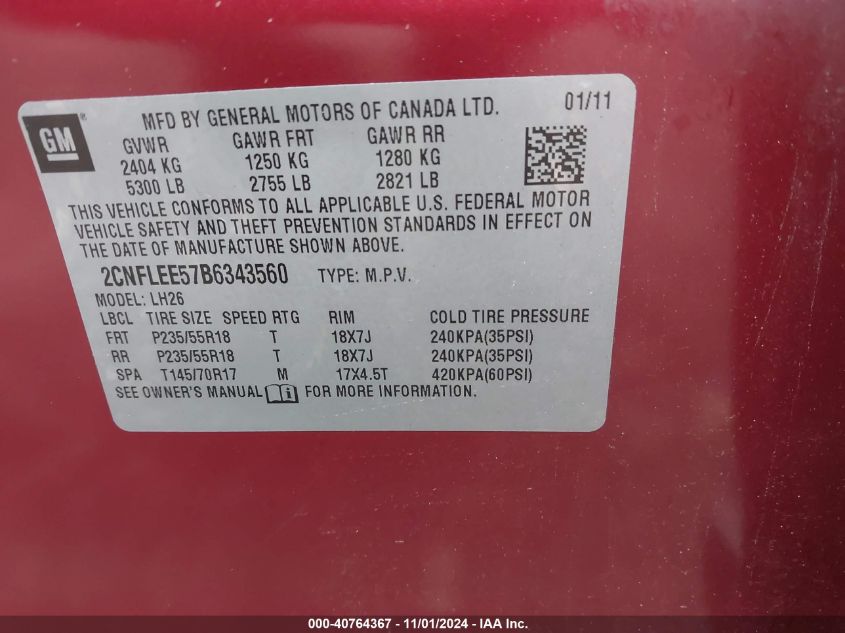 GM ®
MFD BY GENERAL MOTORS OF CANADA LTD. 01/11
GVWR GAWR FRT GAWR RR
2404 KG 1250 KG 1280 KG
5300 LB 2755 LB 2821 LB
THIS VEHICLE CONFORMS TO ALL APPLICABLE U.S. FEDERAL MOTOR
VEHICLE SAFETY AND THEFT PREVENTION STANDARDS IN EFFECT ON
THE DATE OF MANUFACTURE SHOWN ABOVE.
2CNFLEE57B6343560 TYPE: M.P.V.
MODEL: LH26
LBCL TIRE SIZE SPEED RTG RIM COLD TIRE PRESSURE
FRT P235/55R18 T 18X7J 240KPA(35PSI)
RR P235/55R18 T 18X7J 240KPA(35PSI)
SPA T145/70R17 M 17X4.5T 420KPA(60PSI)
SEE OWNER'S MANUAL FOR MORE INFORMATION.
000-40764367 - 11/01/2024 - IAA Inc.